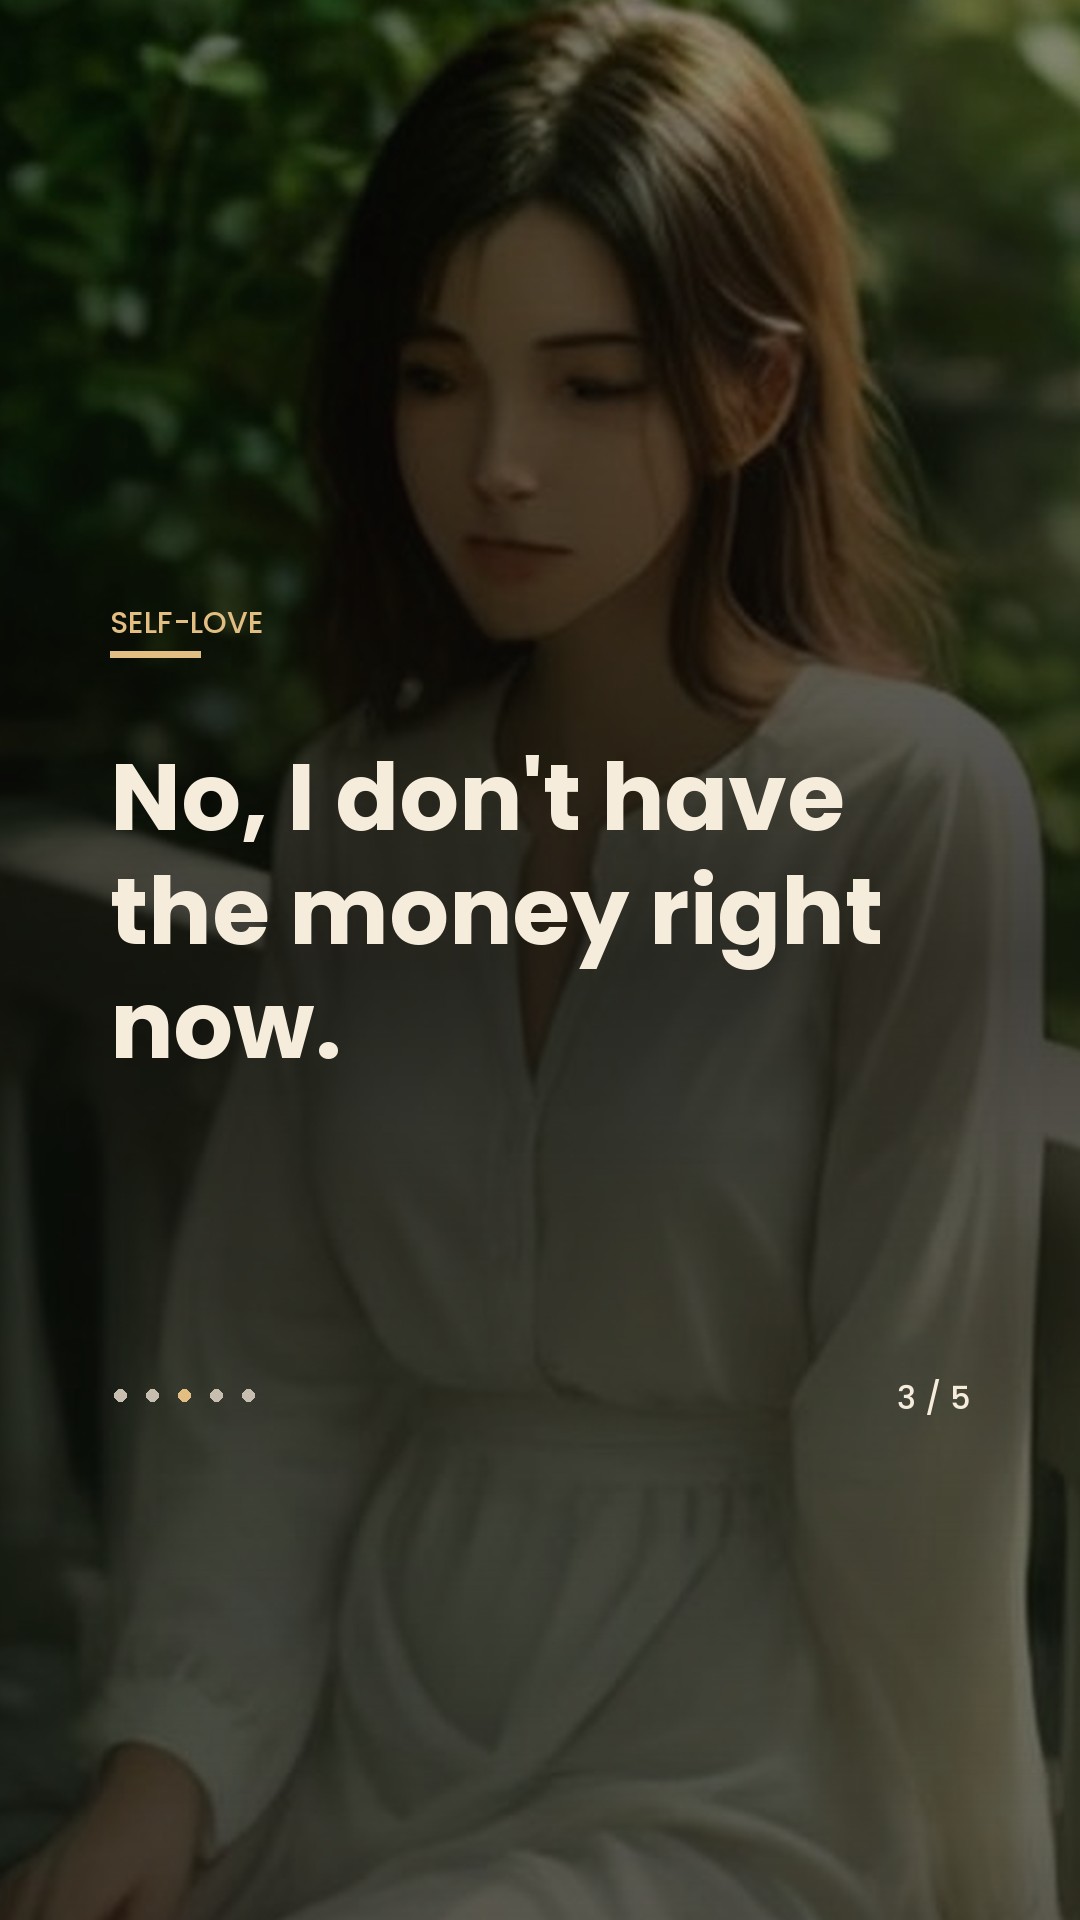 SELF-LOVE
No, I don't have
the money right
now.
3 / 5